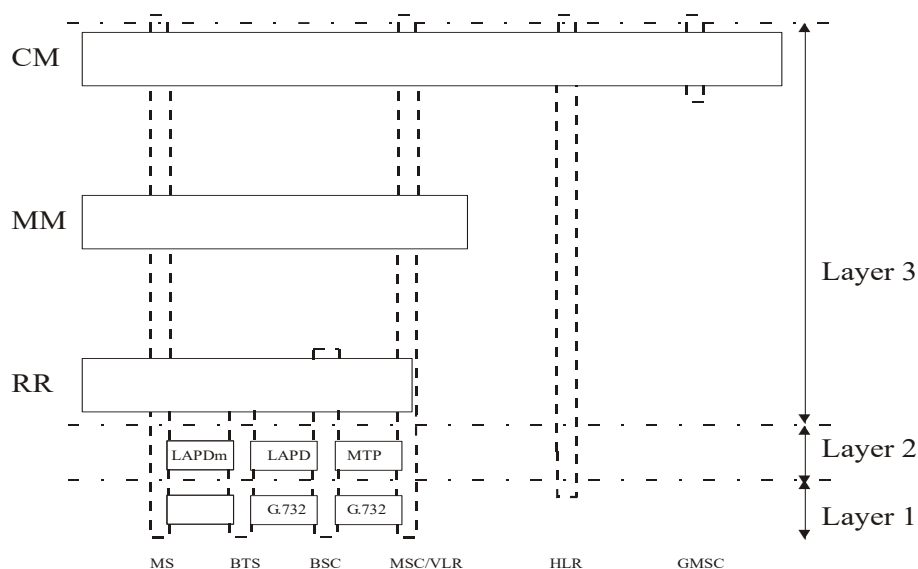 CM
MM
Layer 3
RR
LAPDm LAPD MTP Layer 2
G.732 G.732 Layer 1
MS BTS BSC MSC/VLR HLR GMSC